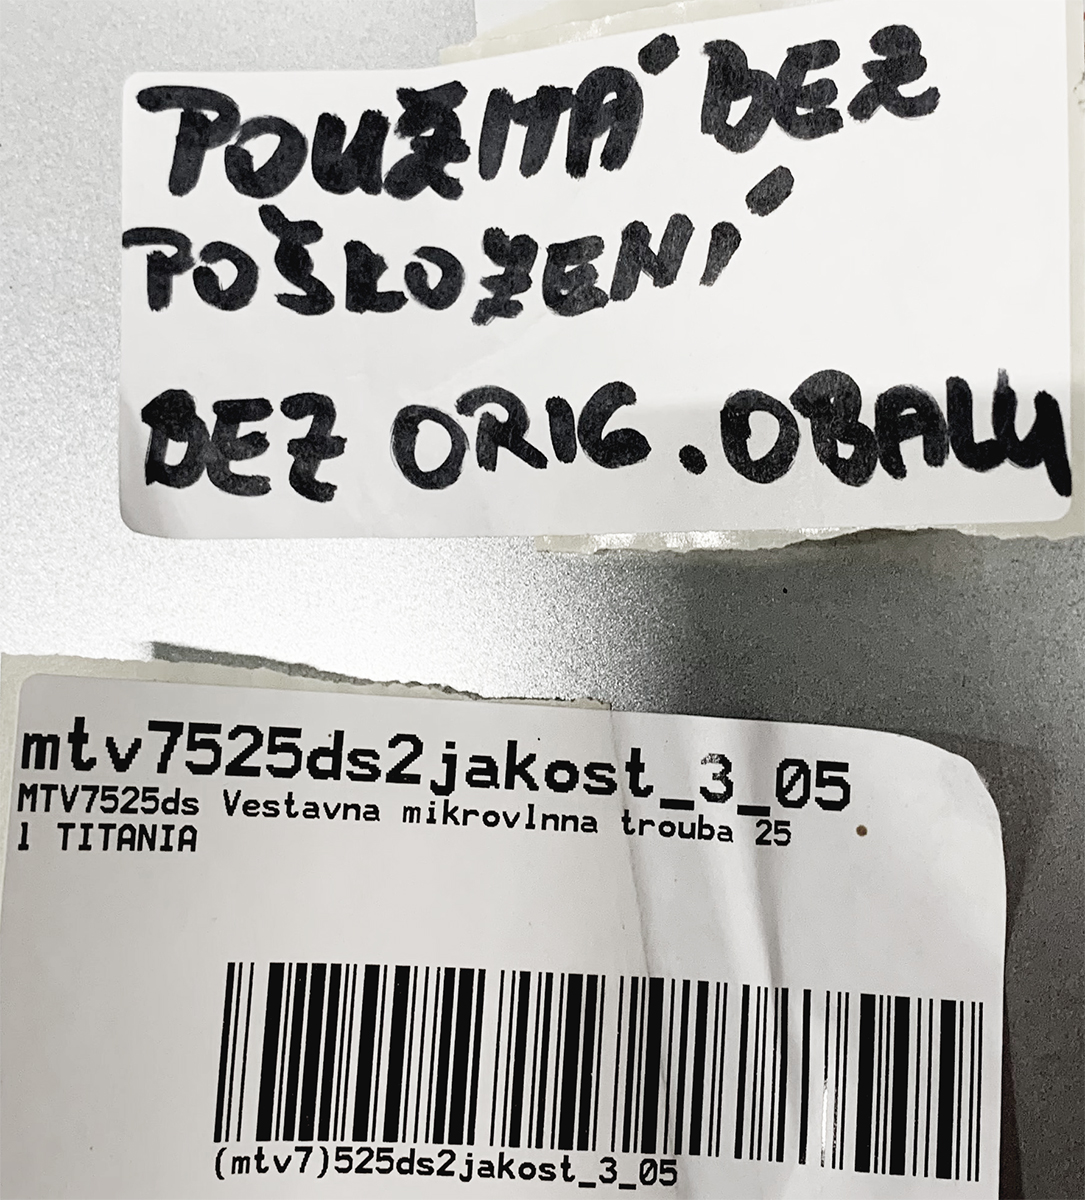 POUŽITÁ BEZ
POŠKOZENÍ
BEZ ORIG. OBALU
mtv7525ds2jakost_3_05
MTV7525ds Vestavna mikrovlnna trouba 25
l TITANIA
(mtv7)525ds2jakost_3_05